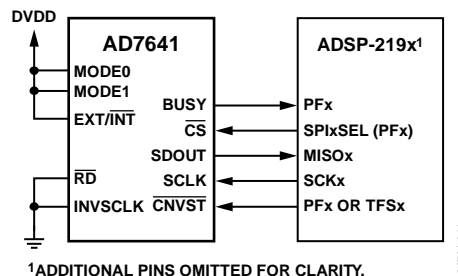 DVDD
AD7641
ADSP-219x1
MODE0
MODE1
EXT/INT
BUSY
PFx
CS
SPIxSEL (PFx)
SDOUT
MISOx
RD
SCLK
SCKx
INVSCLK
CNVST
PFx OR TFSx
1ADDITIONAL PINS OMITTED FOR CLARITY.